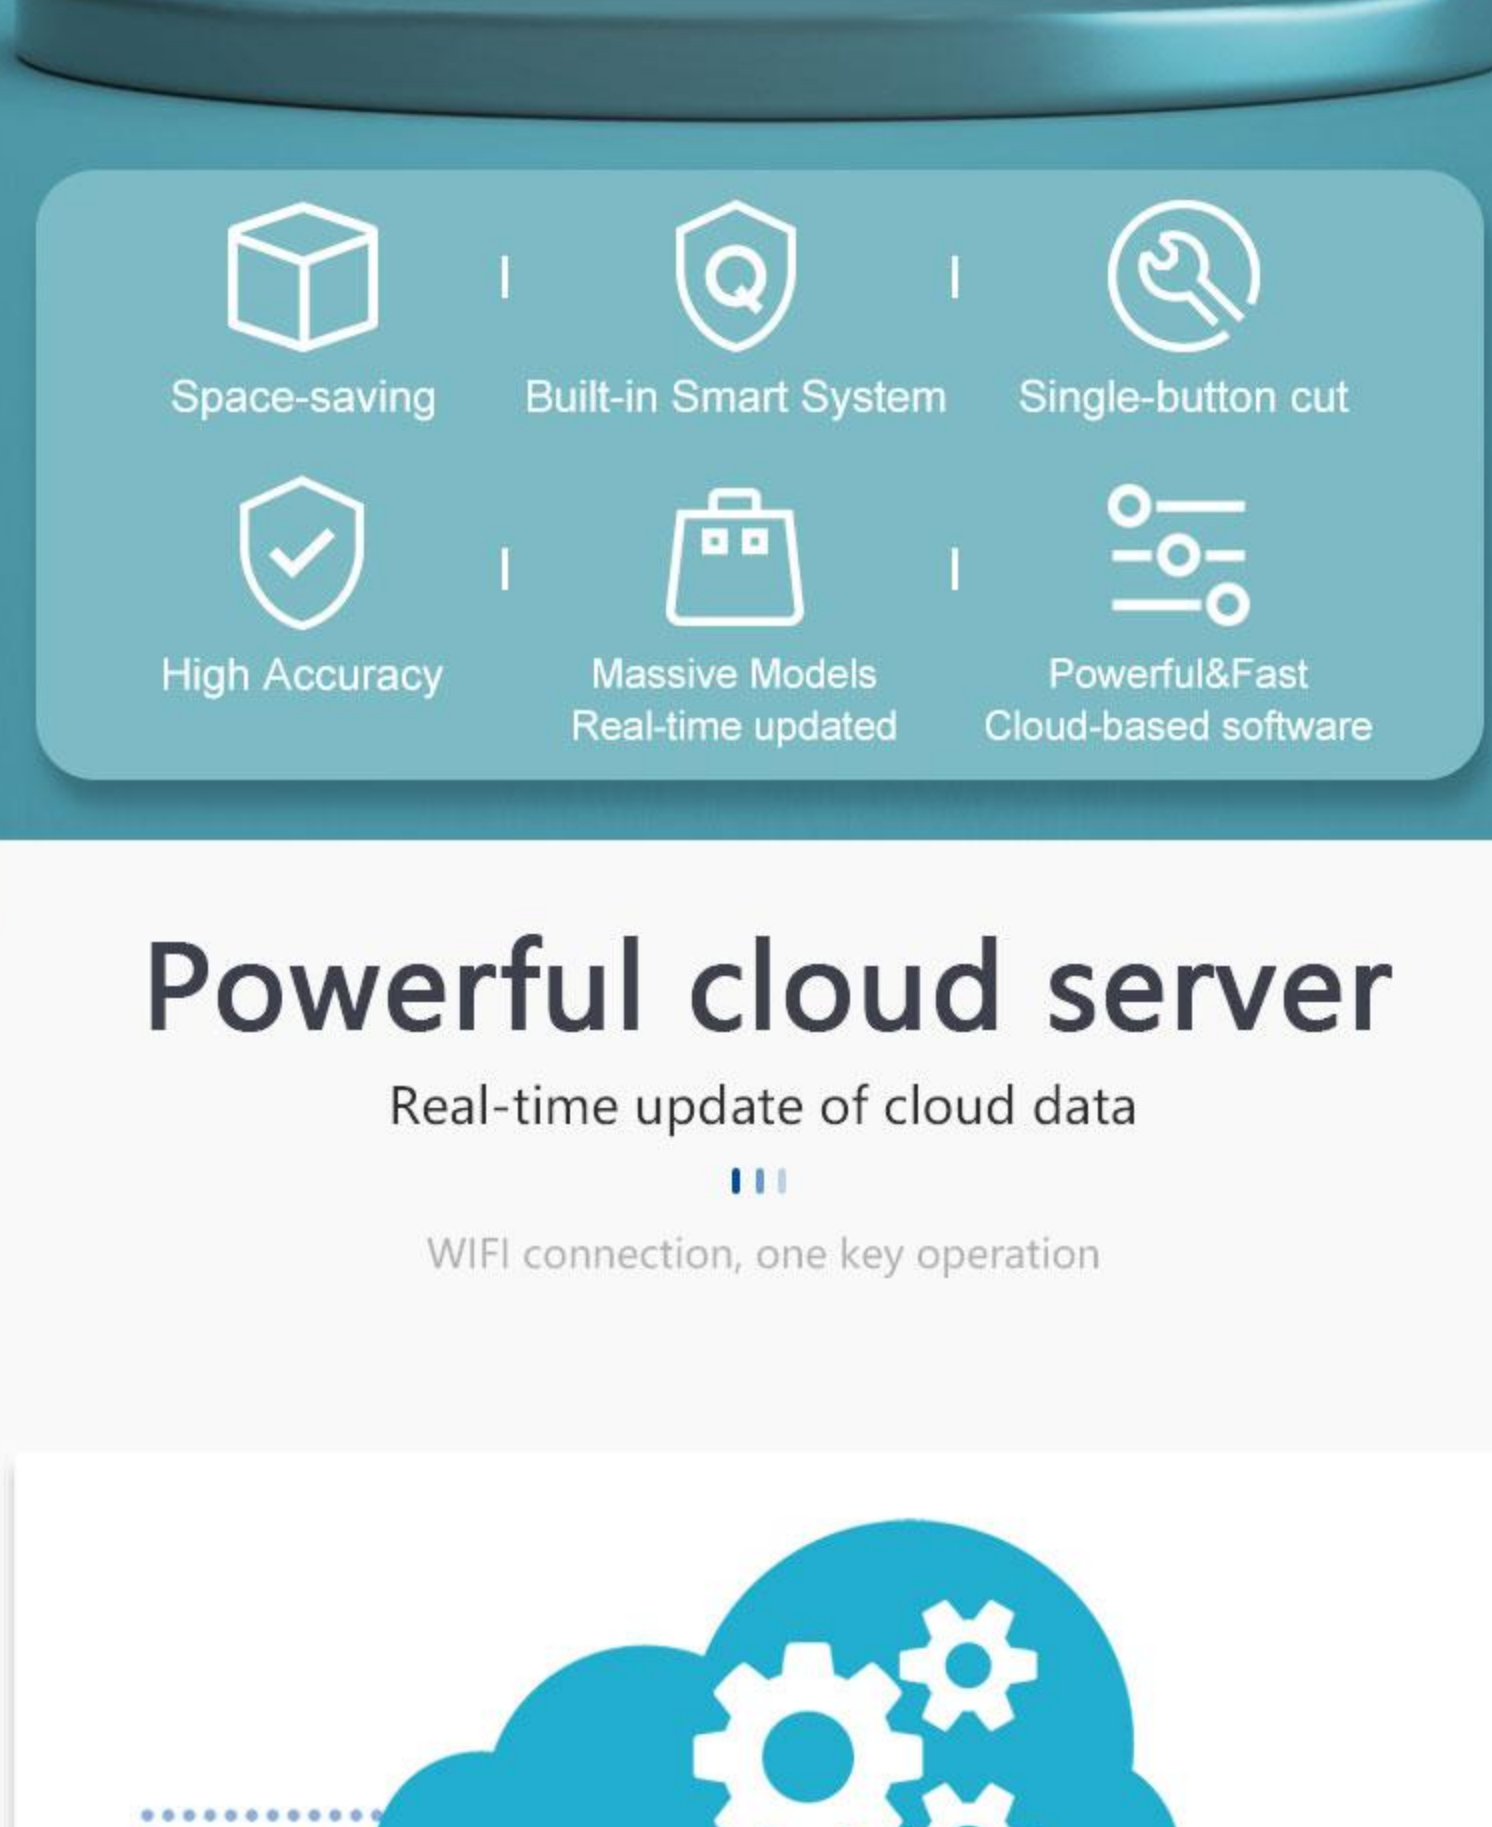 Space-saving
Built-in Smart System
Single-button cut
High Accuracy
Massive Models
Real-time updated
Powerful&Fast
Cloud-based software
Powerful cloud server
Real-time update of cloud data
WIFI connection, one key operation